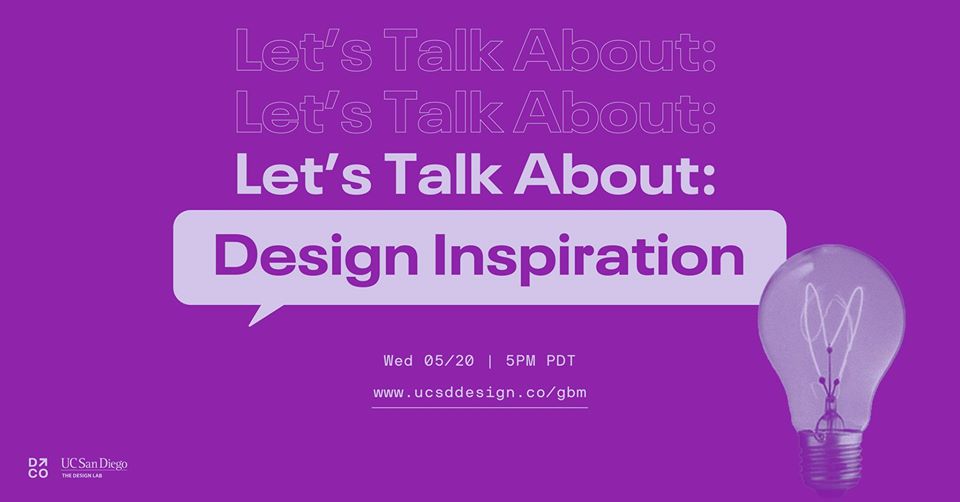 Let's Talk About:
Let's Talk About:
Let's Talk About:
Design Inspiration
Wed 05/20 | 5PM PDT
www.ucsddesign.co/gbm
D↗
CO
UC San Diego
THE DESIGN LAB